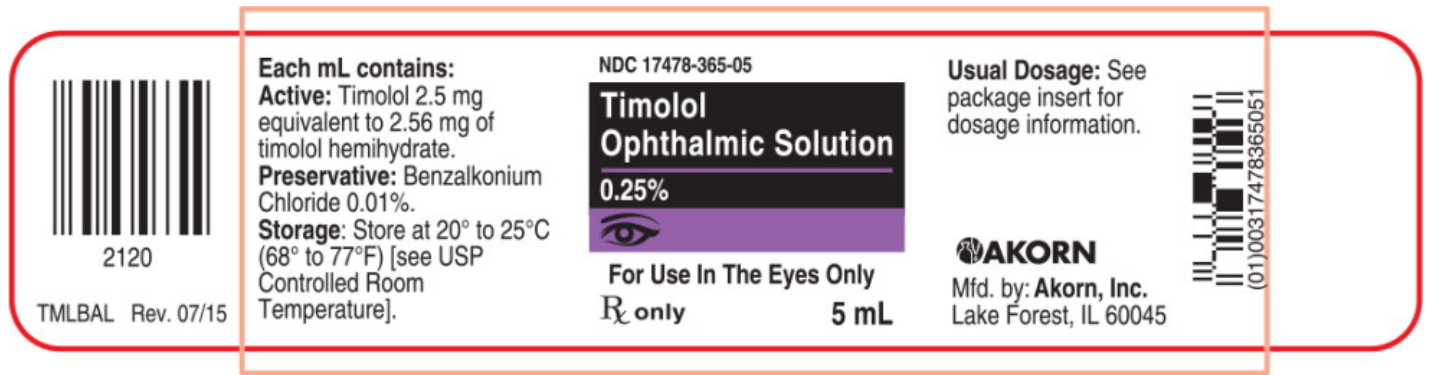 2120
TMLBAL Rev. 07/15
Each mL contains:
Active: Timolol 2.5 mg
equivalent to 2.56 mg of
timolol hemihydrate.
Preservative: Benzalkonium
Chloride 0.01%.
Storage: Store at 20° to 25°C
(68° to 77°F) [see USP
Controlled Room
Temperature].
NDC 17478-365-05
Timolol
Ophthalmic Solution
0.25%
For Use In The Eyes Only
Rx only 5 mL
Usual Dosage: See
package insert for
dosage information.
AKORN
Mfd. by: Akorn, Inc.
Lake Forest, IL 60045
(01)00317478365051